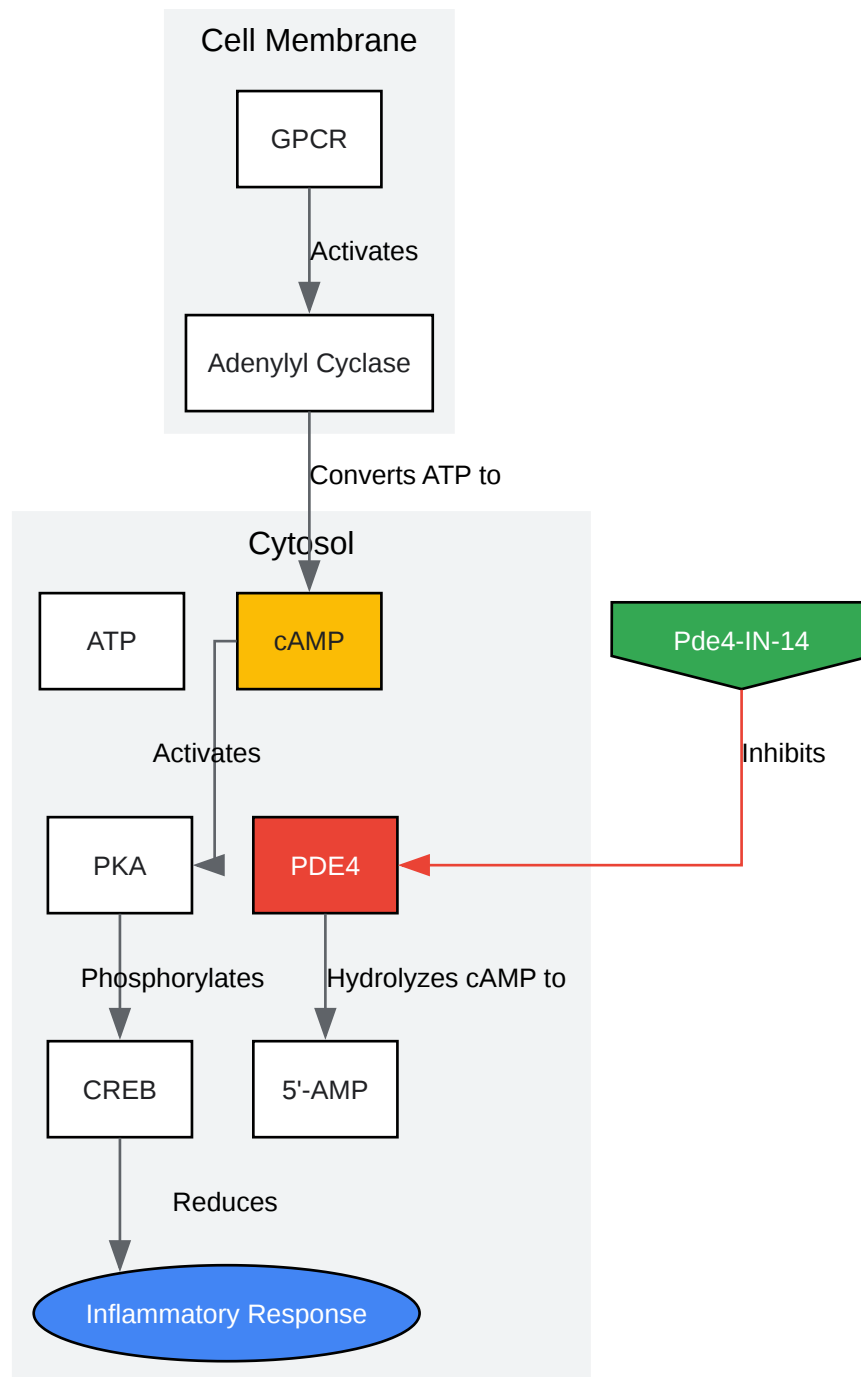 Cell Membrane
GPCR
Activates
Adenylyl Cyclase
Converts ATP to
Cytosol
ATP
cAMP
Pde4-IN-14
Activates
Inhibits
PKA
PDE4
Phosphorylates
Hydrolyzes cAMP to
CREB
5'-AMP
Reduces
Inflammatory Response